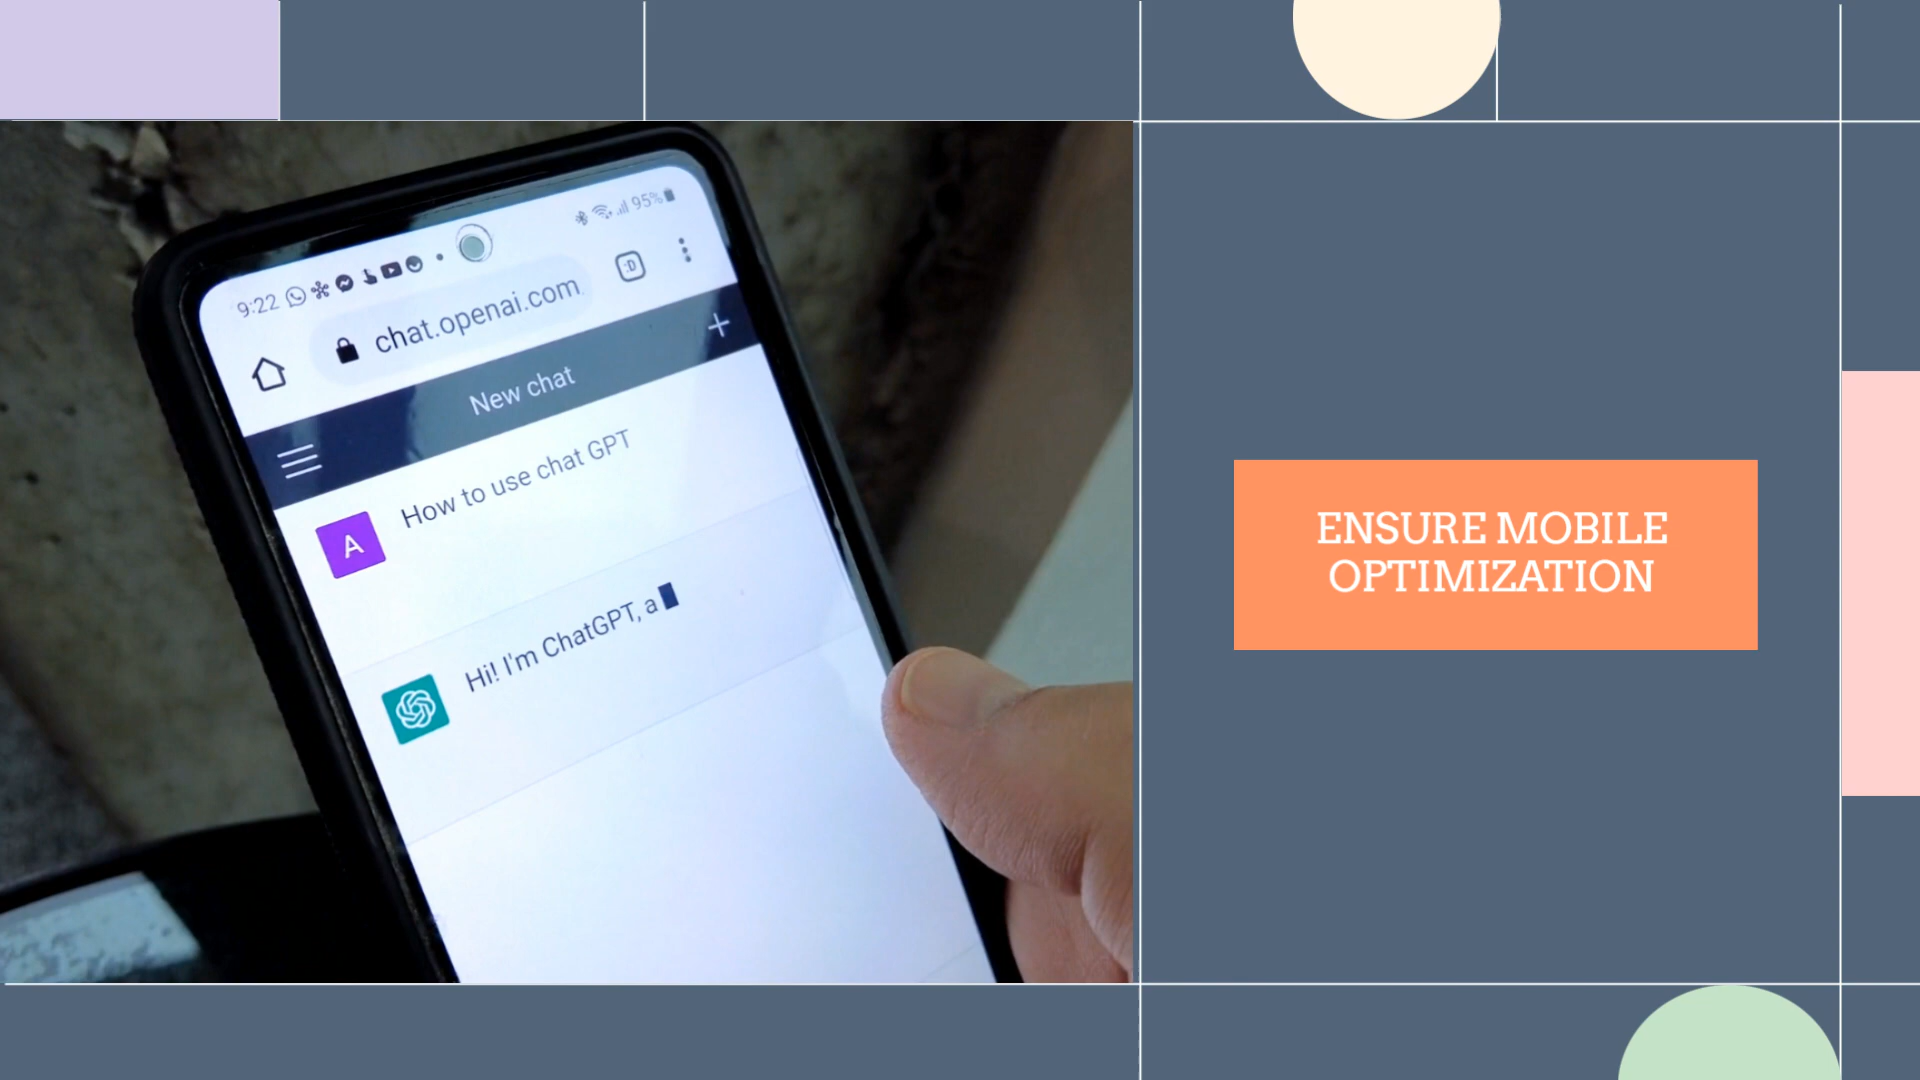 9:22
95%
:D
chat.openai.com
New chat
+
A
How to use chat GPT
Hi! I'm ChatGPT, a
ENSURE MOBILE
OPTIMIZATION